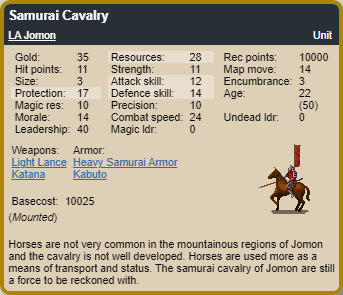 Samurai Cavalry
LA Jomon Unit
Gold: 35 Resources: 28 Rec points: 10000
Hit points: 11 Strength: 11 Map move: 14
Size: 3 Attack skill: 12 Encumbrance: 3
Protection: 17 Defence skill: 14 Age: 22
Magic res: 10 Precision: 10 (50)
Morale: 14 Combat speed: 24 Undead ldr: 0
Leadership: 40 Magic ldr: 0
Weapons: Armor:
Light Lance Heavy Samurai Armor
Katana Kabuto
Basecost: 10025
(Mounted)
Horses are not very common in the mountainous regions of Jomon
and the cavalry is not well developed. Horses are used more as a
means of transport and status. The samurai cavalry of Jomon are still
a force to be reckoned with.